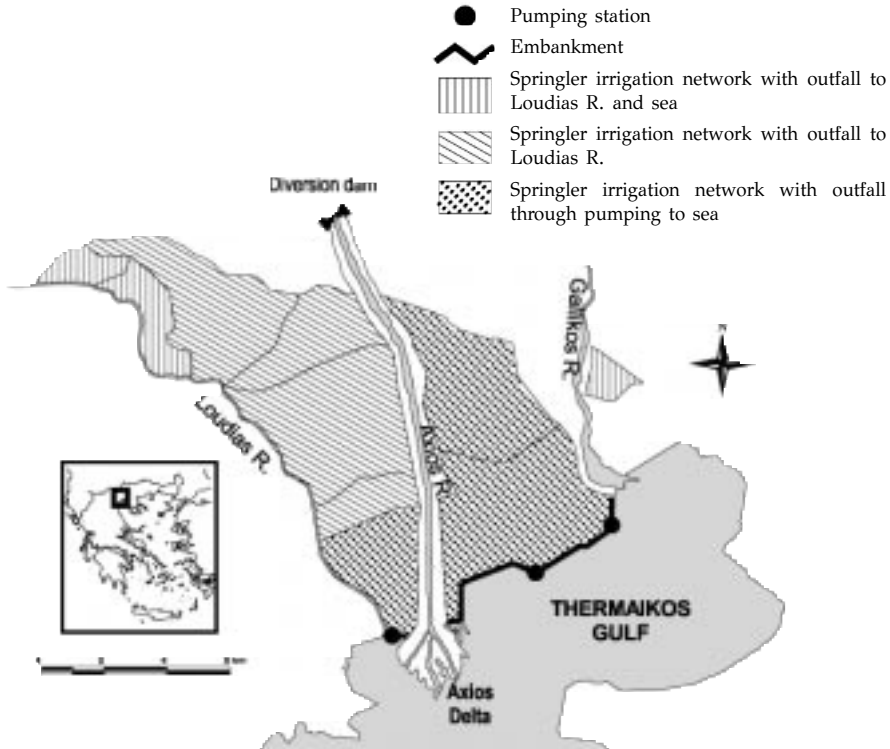 Pumping station
Embankment
Springler irrigation network with outfall to
Loudias R. and sea
Springler irrigation network with outfall to
Loudias R.
Springler irrigation network with outfall
through pumping to sea
Diversion dam
Gallikos R.
N
Loudias R.
Axios R.
THERMAIKOS
GULF
km
Axios
Delta